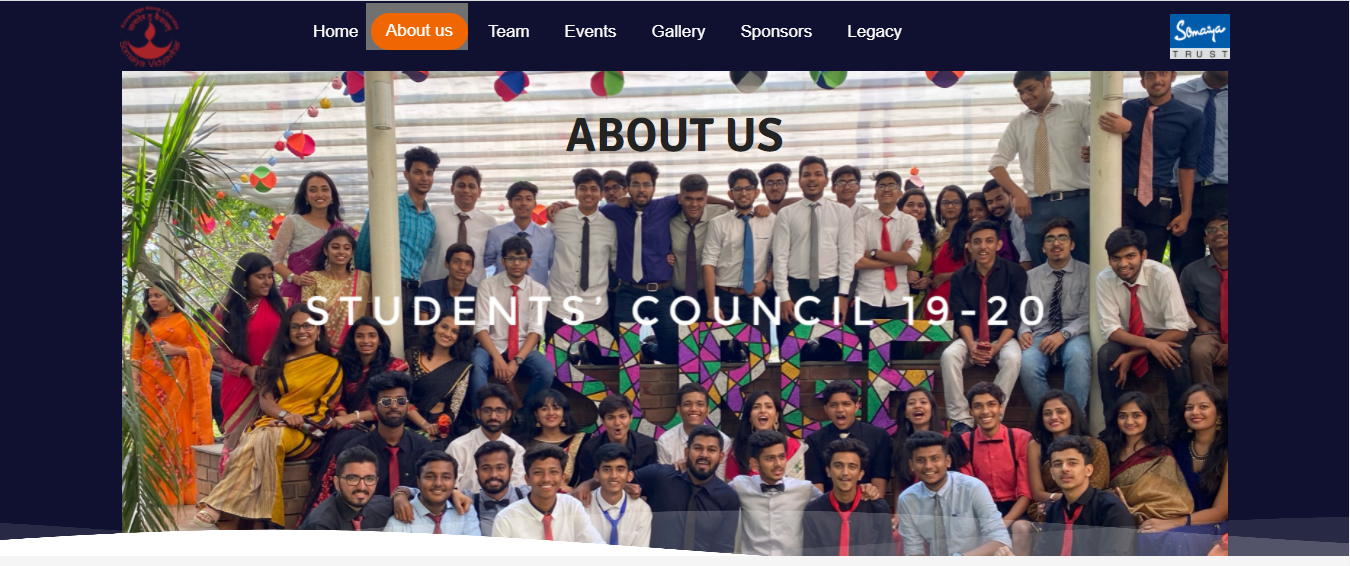 Somaiya Vidyavihar
Home About us Team Events Gallery Sponsors Legacy
Somaiya
TRUST
ABOUT US
STUDENTS’ COUNCIL 19-20